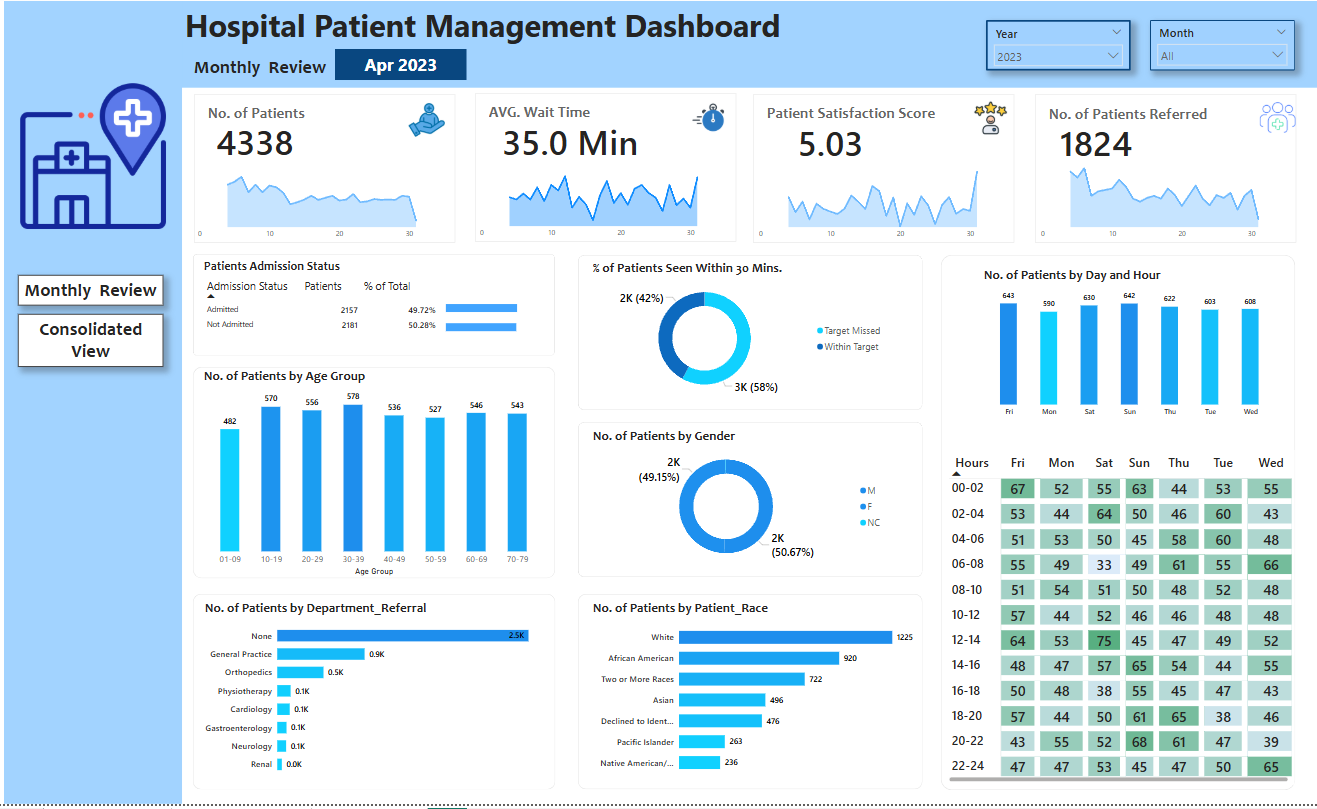 Hospital Patient Management Dashboard
Monthly Review
Apr 2023
Year
2023
Month
All
No. of Patients
4338
0 10 20 30
AVG. Wait Time
35.0 Min
0 10 20 30
Patient Satisfaction Score
5.03
0 10 20 30
No. of Patients Referred
1824
0 10 20 30
Monthly Review
Consolidated
View
Patients Admission Status
Admission Status Patients % of Total
Admitted 2157 49.72%
Not Admitted 2181 50.28%
No. of Patients by Age Group
482 570 556 578 536 527 546 543
01-09 10-19 20-29 30-39 40-49 50-59 60-69 70-79
Age Group
No. of Patients by Department_Referral
None 2.5K
General Practice 0.9K
Orthopedics 0.5K
Physiotherapy 0.1K
Cardiology 0.1K
Gastroenterology 0.1K
Neurology 0.1K
Renal 0.0K
% of Patients Seen Within 30 Mins.
2K (42%)
3K (58%)
Target Missed
Within Target
No. of Patients by Gender
2K
(49.15%)
2K
(50.67%)
M
F
NC
No. of Patients by Patient_Race
White 1225
African American 920
Two or More Races 722
Asian 496
Declined to Ident... 476
Pacific Islander 263
Native American/... 236
No. of Patients by Day and Hour
643 590 630 642 622 603 608
Fri Mon Sat Sun Thu Tue Wed
Hours Fri Mon Sat Sun Thu Tue Wed
00-02 67 52 55 63 44 53 55
02-04 53 44 64 50 46 60 43
04-06 51 53 50 45 58 60 48
06-08 55 49 33 49 61 55 66
08-10 51 54 51 50 48 52 48
10-12 57 44 52 46 46 48 48
12-14 64 53 75 45 47 49 52
14-16 48 47 57 65 54 44 55
16-18 50 48 38 55 45 47 43
18-20 57 44 50 61 65 38 46
20-22 43 55 52 68 61 47 39
22-24 47 47 53 45 47 50 65